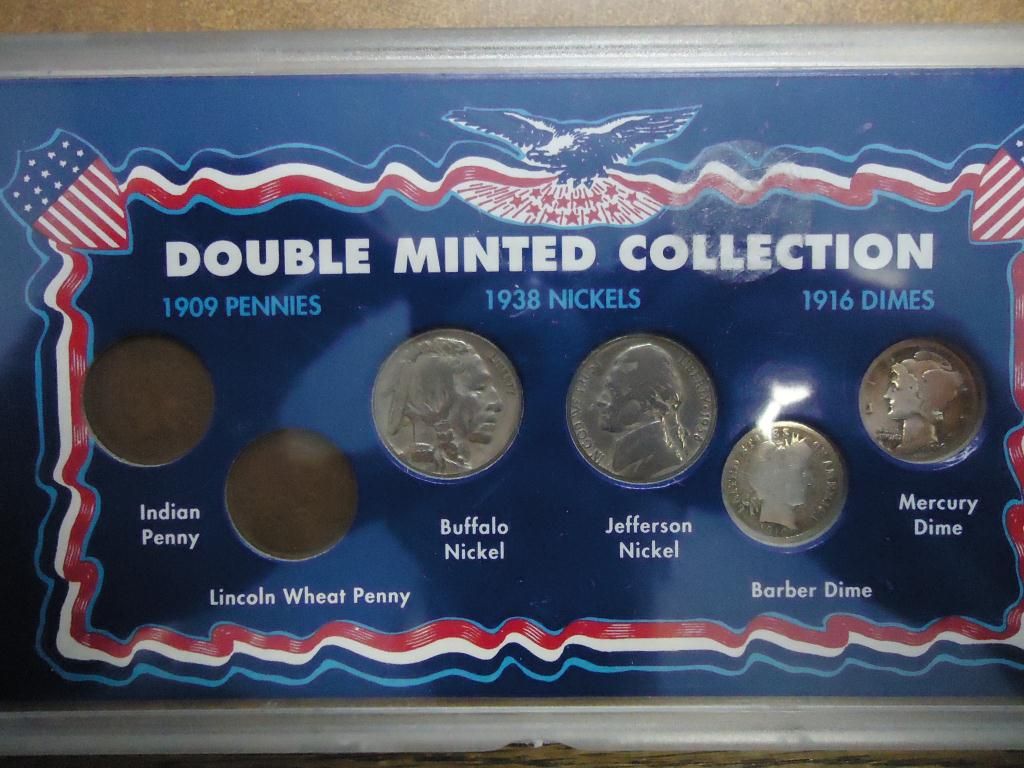 DOUBLE MINTED COLLECTION
1909 PENNIES
1938 NICKELS
1916 DIMES
Indian
Penny
Lincoln Wheat Penny
Buffalo
Nickel
Jefferson
Nickel
Barber Dime
Mercury
Dime